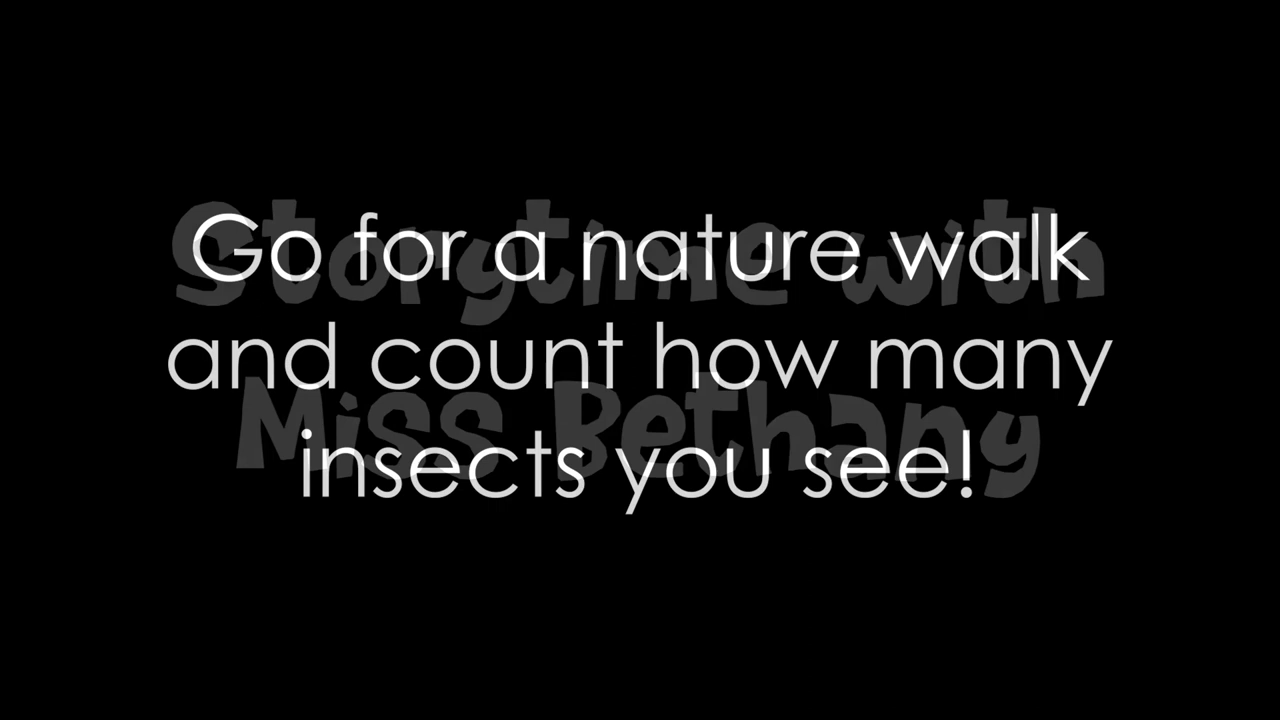 Go for a nature walk
and count how many
insects you see!
Storytime with
Miss Bethany